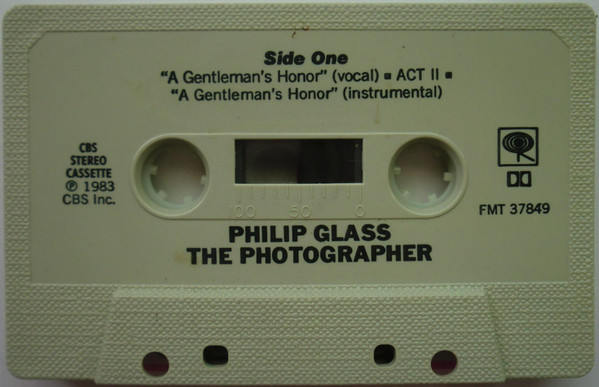 Side One
"A Gentleman's Honor" (vocal) ▪ ACT II ▪
"A Gentleman's Honor" (instrumental)
CBS
STEREO
CASSETTE
℗ 1983
CBS Inc.
100 50 0
FMT 37849
PHILIP GLASS
THE PHOTOGRAPHER